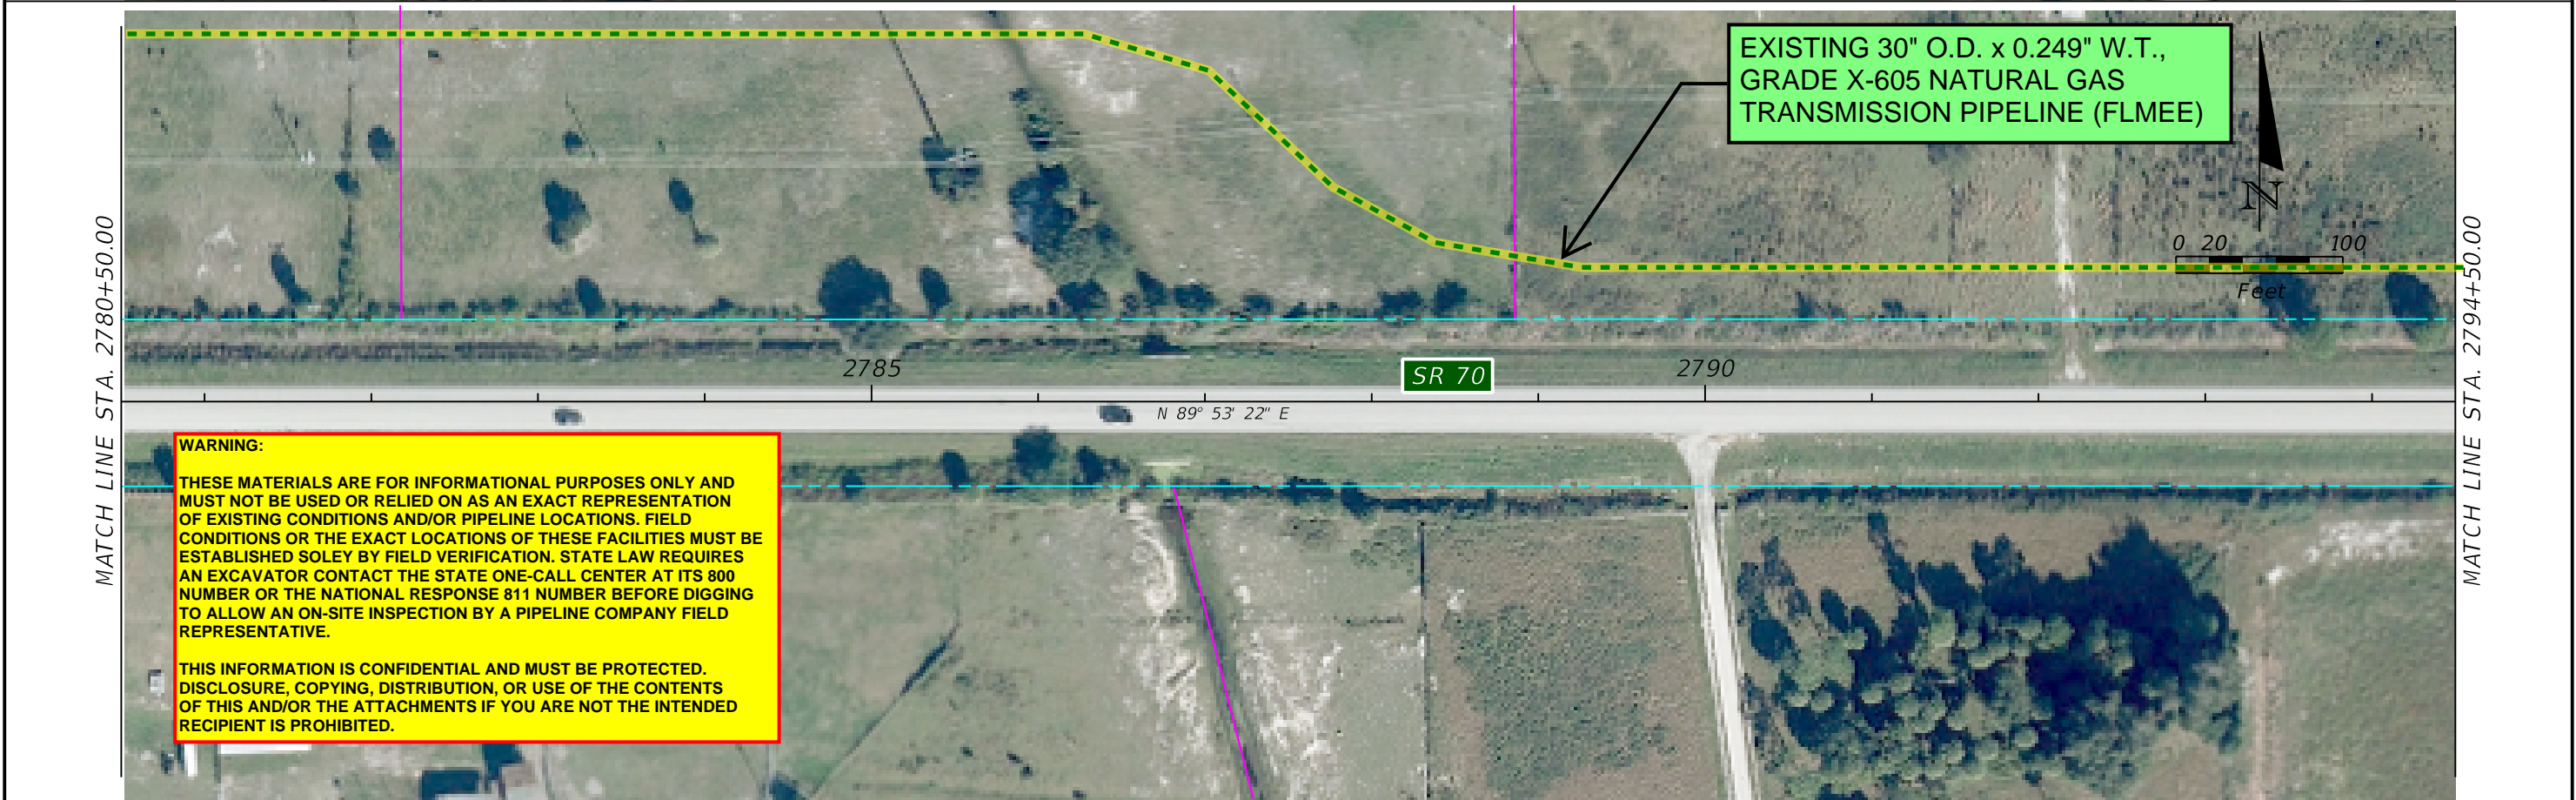 EXISTING 30" O.D. x 0.249" W.T.,
GRADE X-605 NATURAL GAS
TRANSMISSION PIPELINE (FLMEE)
N
0 20 100
Feet
MATCH LINE STA. 2780+50.00
MATCH LINE STA. 2794+50.00
2785
SR 70
2790
N 89° 53' 22" E
WARNING:
THESE MATERIALS ARE FOR INFORMATIONAL PURPOSES ONLY AND
MUST NOT BE USED OR RELIED ON AS AN EXACT REPRESENTATION
OF EXISTING CONDITIONS AND/OR PIPELINE LOCATIONS. FIELD
CONDITIONS OR THE EXACT LOCATIONS OF THESE FACILITIES MUST BE
ESTABLISHED SOLEY BY FIELD VERIFICATION. STATE LAW REQUIRES
AN EXCAVATOR CONTACT THE STATE ONE-CALL CENTER AT ITS 800
NUMBER OR THE NATIONAL RESPONSE 811 NUMBER BEFORE DIGGING
TO ALLOW AN ON-SITE INSPECTION BY A PIPELINE COMPANY FIELD
REPRESENTATIVE.
THIS INFORMATION IS CONFIDENTIAL AND MUST BE PROTECTED.
DISCLOSURE, COPYING, DISTRIBUTION, OR USE OF THE CONTENTS
OF THIS AND/OR THE ATTACHMENTS IF YOU ARE NOT THE INTENDED
RECIPIENT IS PROHIBITED.